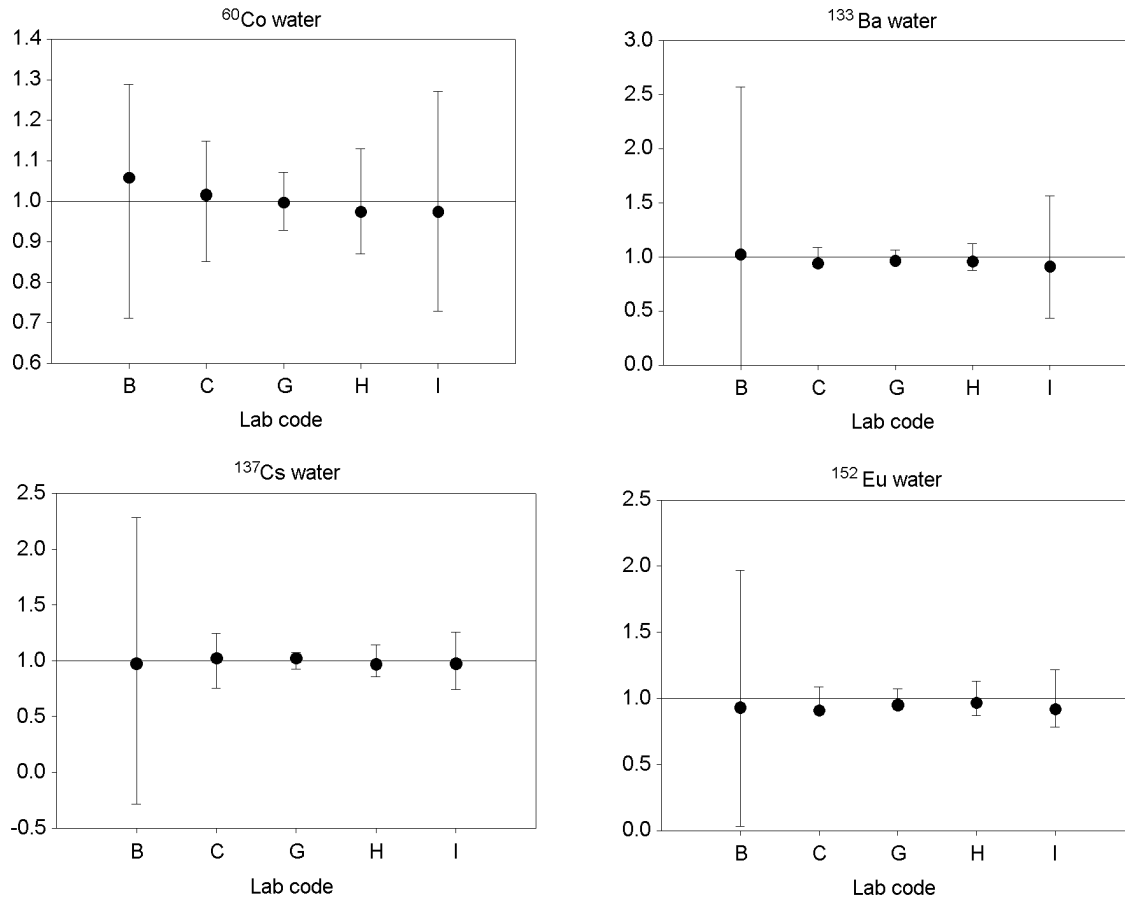 ⁶⁰Co water
1.4
1.3
1.2
1.1
1.0
0.9
0.8
0.7
0.6
B C G H I
Lab code
¹³³Ba water
3.0
2.5
2.0
1.5
1.0
0.5
0.0
B C G H I
Lab code
¹³⁷Cs water
2.5
2.0
1.5
1.0
0.5
0.0
-0.5
B C G H I
Lab code
¹⁵²Eu water
2.5
2.0
1.5
1.0
0.5
0.0
B C G H I
Lab code